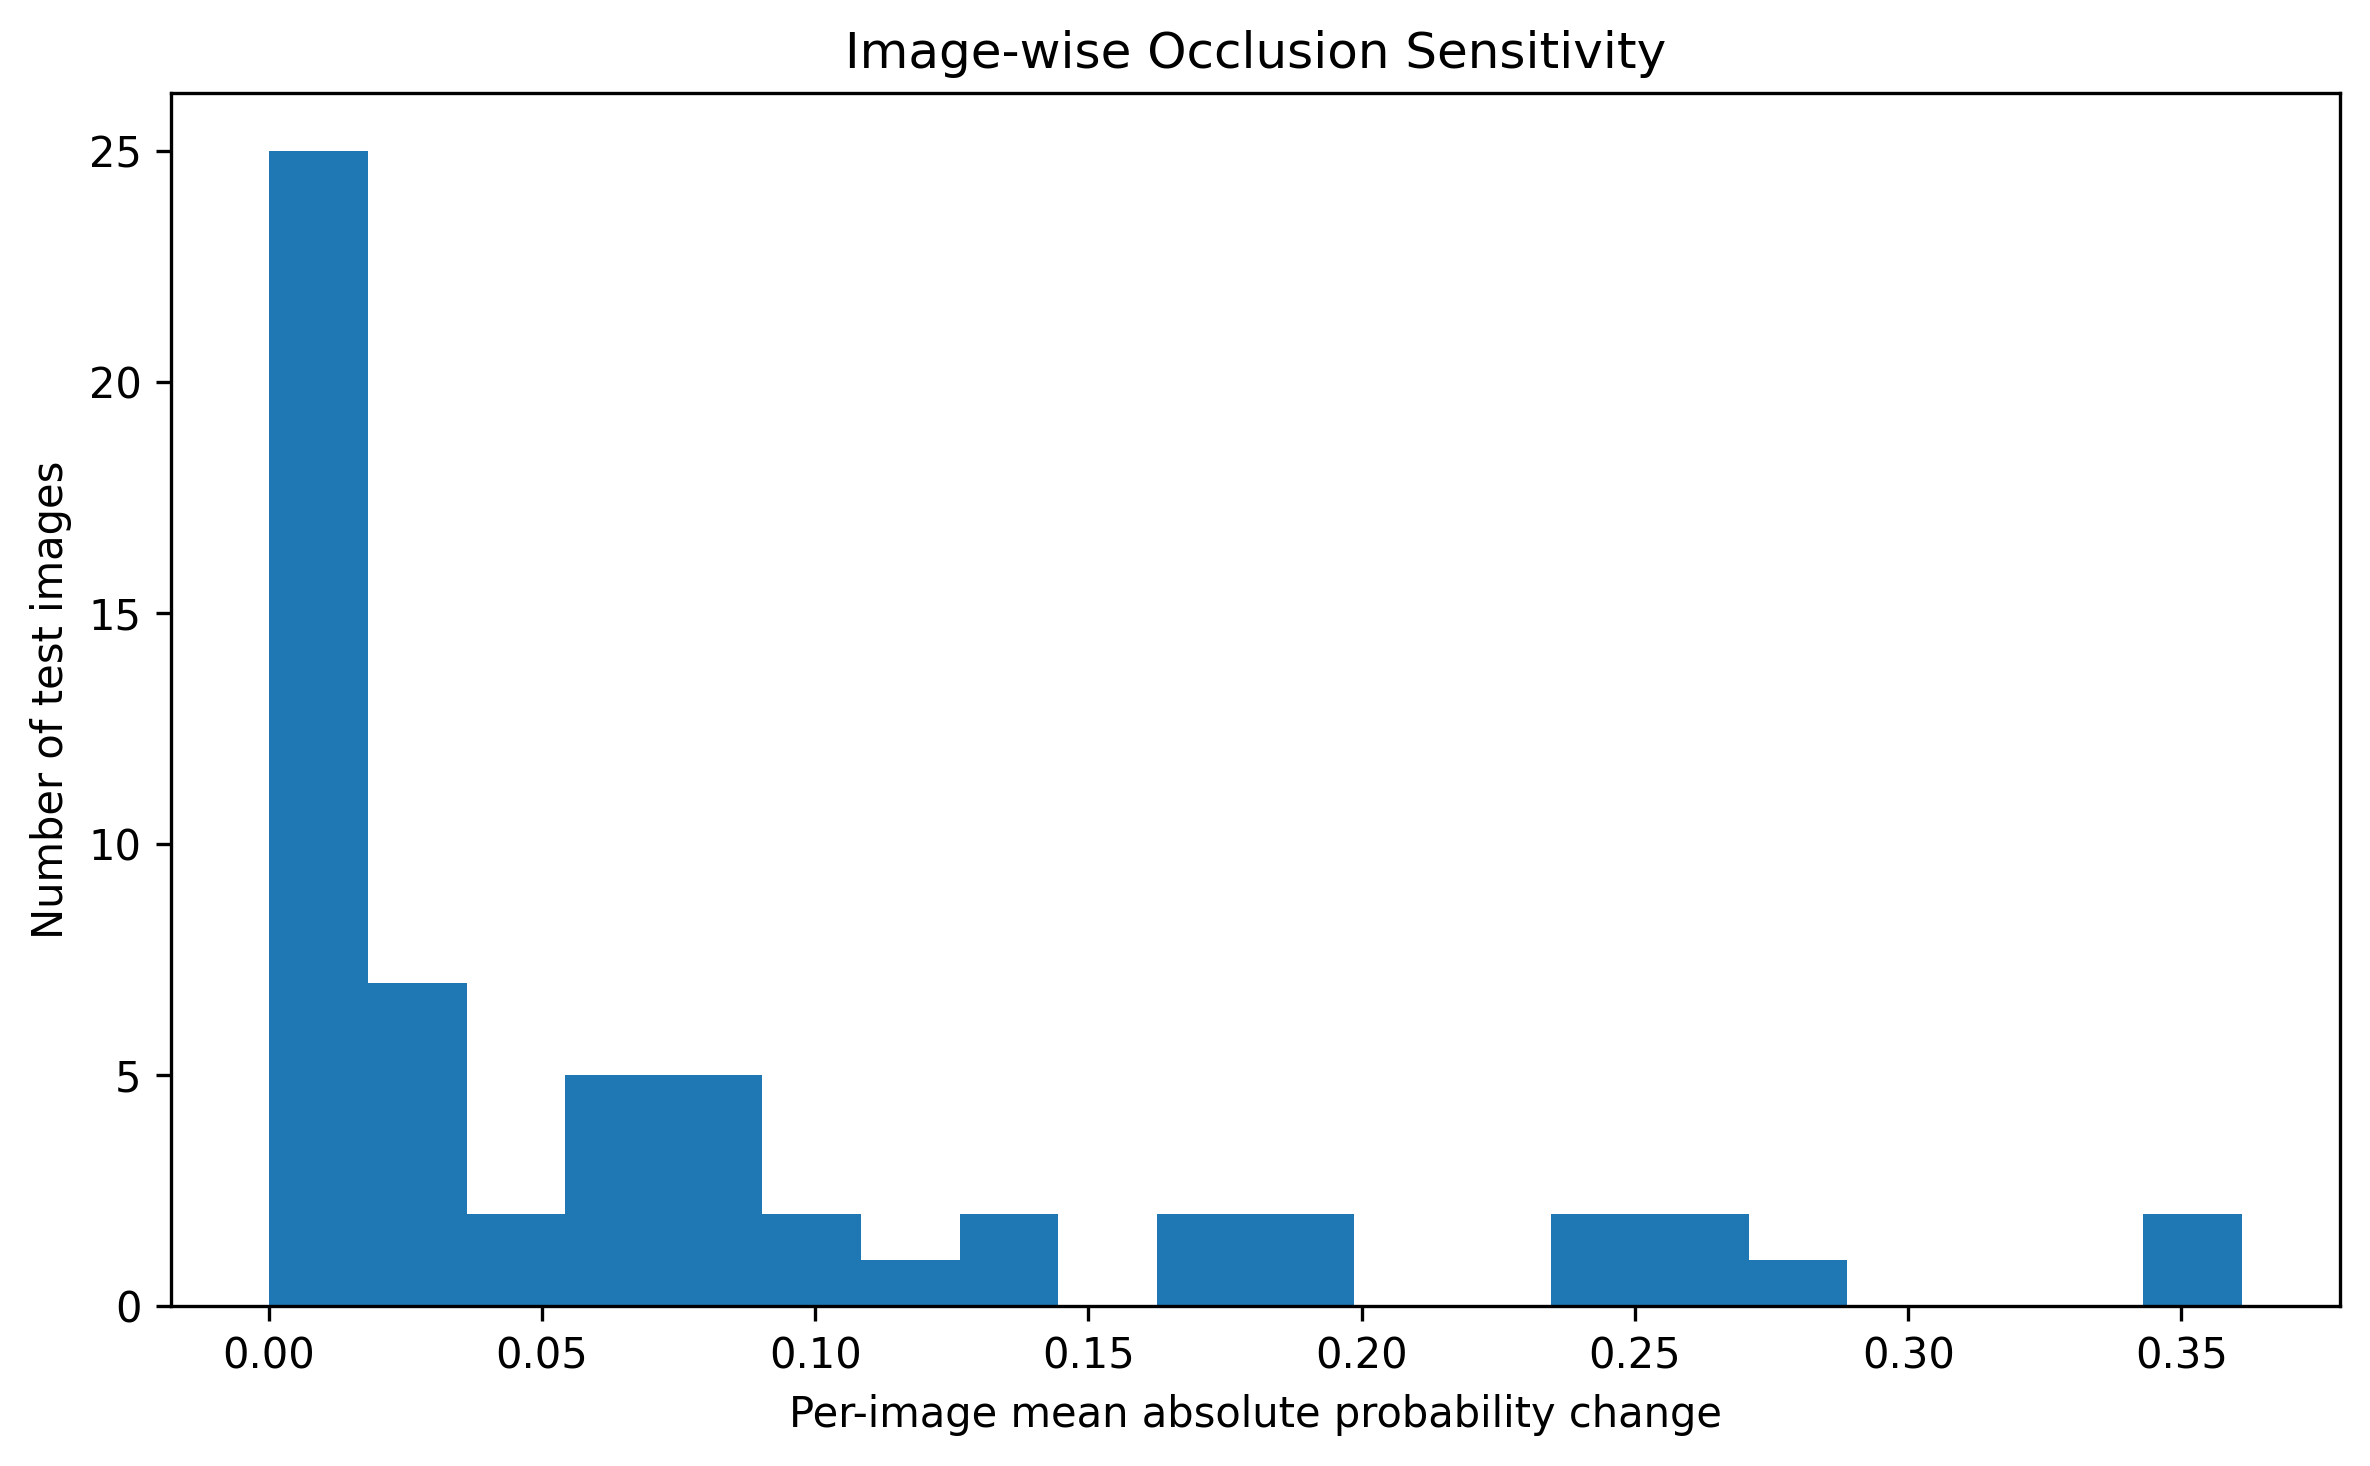 Image-wise Occlusion Sensitivity
Number of test images
25
20
15
10
5
0
0.00 0.05 0.10 0.15 0.20 0.25 0.30 0.35
Per-image mean absolute probability change